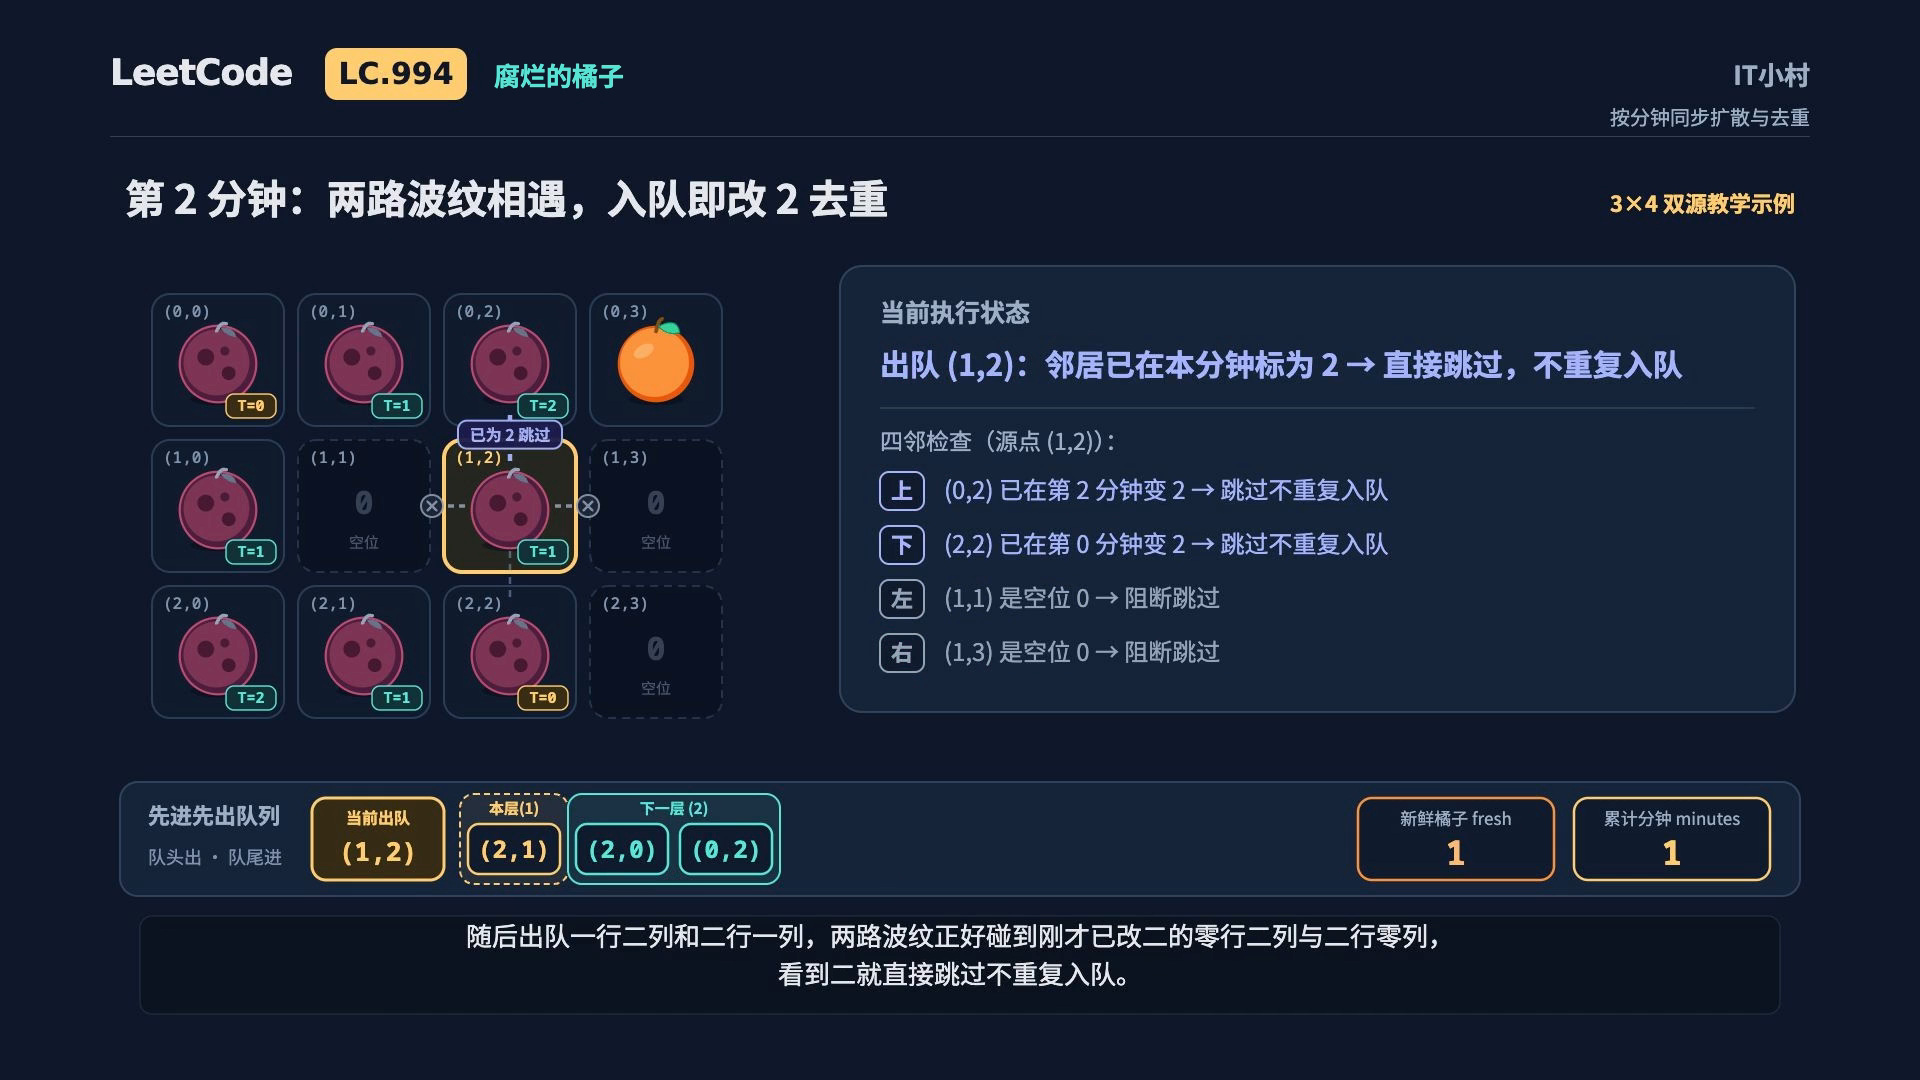 LeetCode LC.994 腐烂的橘子
IT小村
按分钟同步扩散与去重
第 2 分钟：两路波纹相遇，入队即改 2 去重
3×4 双源教学示例
(0,0) (0,1) (0,2) (0,3)
T=0 T=1 T=2
已为 2 跳过
(1,0) (1,1) (1,2) (1,3)
0 0
空位 空位
T=1 T=1
(2,0) (2,1) (2,2) (2,3)
0
空位
T=2 T=1 T=0
当前执行状态
出队 (1,2)：邻居已在本分钟标为 2 → 直接跳过，不重复入队
四邻检查（源点 (1,2)）：
上 (0,2) 已在第 2 分钟变 2 → 跳过不重复入队
下 (2,2) 已在第 0 分钟变 2 → 跳过不重复入队
左 (1,1) 是空位 0 → 阻断跳过
右 (1,3) 是空位 0 → 阻断跳过
先进先出队列
队头出 · 队尾进
当前出队
(1,2)
本层(1)
(2,1)
下一层 (2)
(2,0) (0,2)
新鲜橘子 fresh
1
累计分钟 minutes
1
随后出队一行二列和二行一列，两路波纹正好碰到刚才已改二的零行二列与二行零列，
看到二就直接跳过不重复入队。